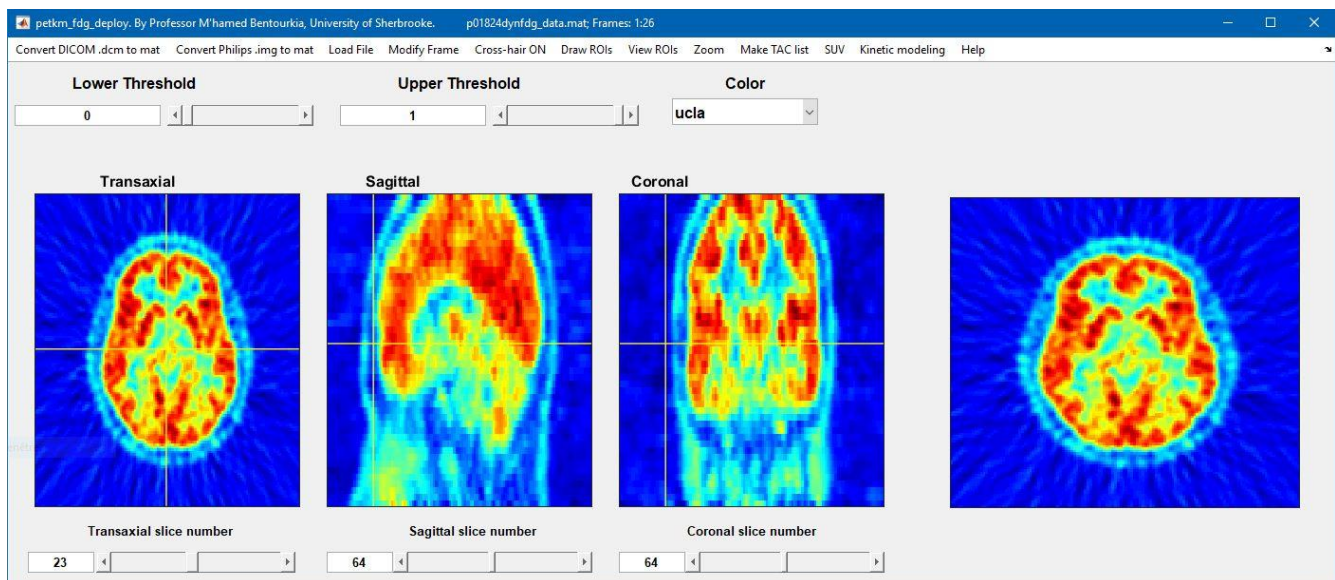 petkm_fdg_deploy. By Professor M'hamed Bentourkia, University of Sherbrooke. p01824dynfdg_data.mat; Frames: 1:26
Convert DICOM .dcm to mat Convert Philips .img to mat Load File Modify Frame Cross-hair ON Draw ROIs View ROIs Zoom Make TAC list SUV Kinetic modeling Help
Lower Threshold Upper Threshold Color
0 1 ucla
Transaxial Sagittal Coronal
Transaxial slice number Sagittal slice number Coronal slice number
23 64 64